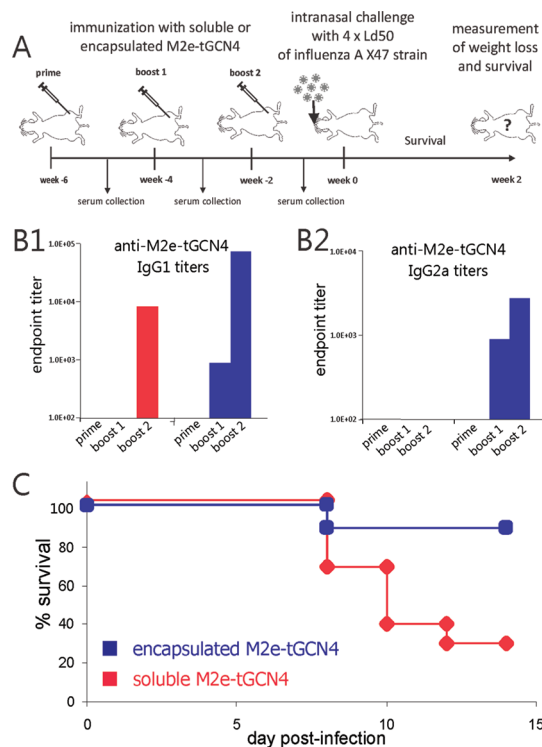 A
immunization with soluble or
encapsulated M2e-tGCN4
intranasal challenge
with 4 x Ld50
of influenza A X47 strain
measurement
of weight loss
and survival
prime
boost 1
boost 2
?
Survival
week -6
week -4
week -2
week 0
week 2
serum collection
serum collection
serum collection
B1
anti-M2e-tGCN4
IgG1 titers
endpoint titer
1.0E+05
1.0E+04
1.0E+03
1.0E+02
prime
boost 1
boost 2
prime
boost 1
boost 2
B2
anti-M2e-tGCN4
IgG2a titers
endpoint titer
1.0E+04
1.0E+03
1.0E+02
prime
boost 1
boost 2
prime
boost 1
boost 2
C
% survival
100
80
60
40
20
0
encapsulated M2e-tGCN4
soluble M2e-tGCN4
0
5
10
15
day post-infection